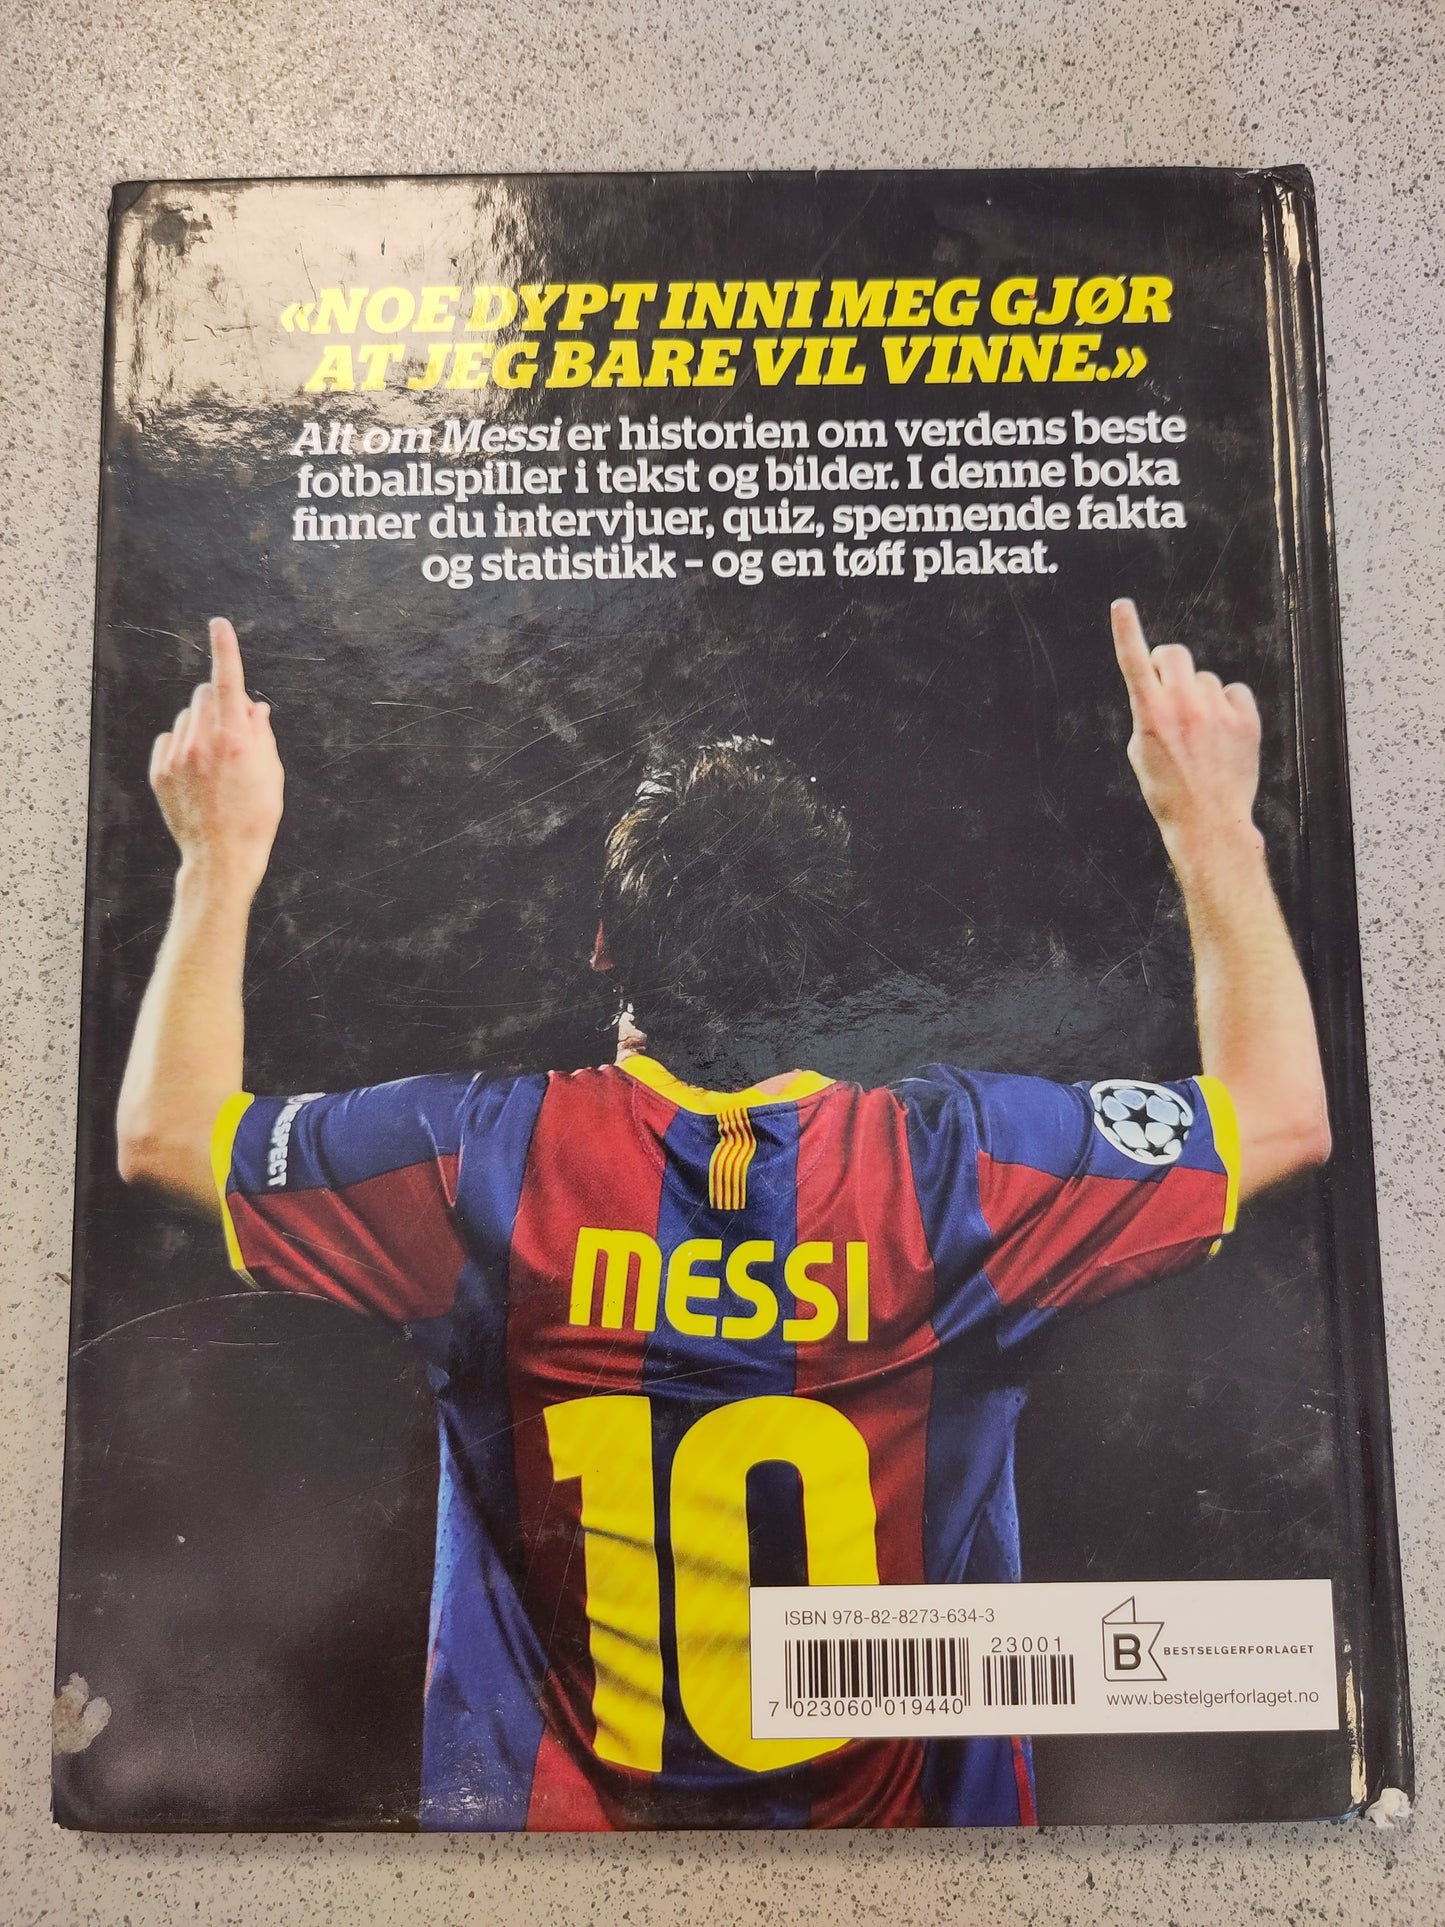 «NOE DYPT INNI MEG GJØR
AT JEG BARE VIL VINNE.»
Alt om Messi er historien om verdens beste
fotballspiller i tekst og bilder. I denne boka
finner du intervjuer, quiz, spennende fakta
og statistikk – og en tøff plakat.
RESPECT
MESSI
10
ISBN 978-82-8273-634-3
23001
7 023060 019440
B BESTSELGERFORLAGET
www.bestelgerforlaget.no